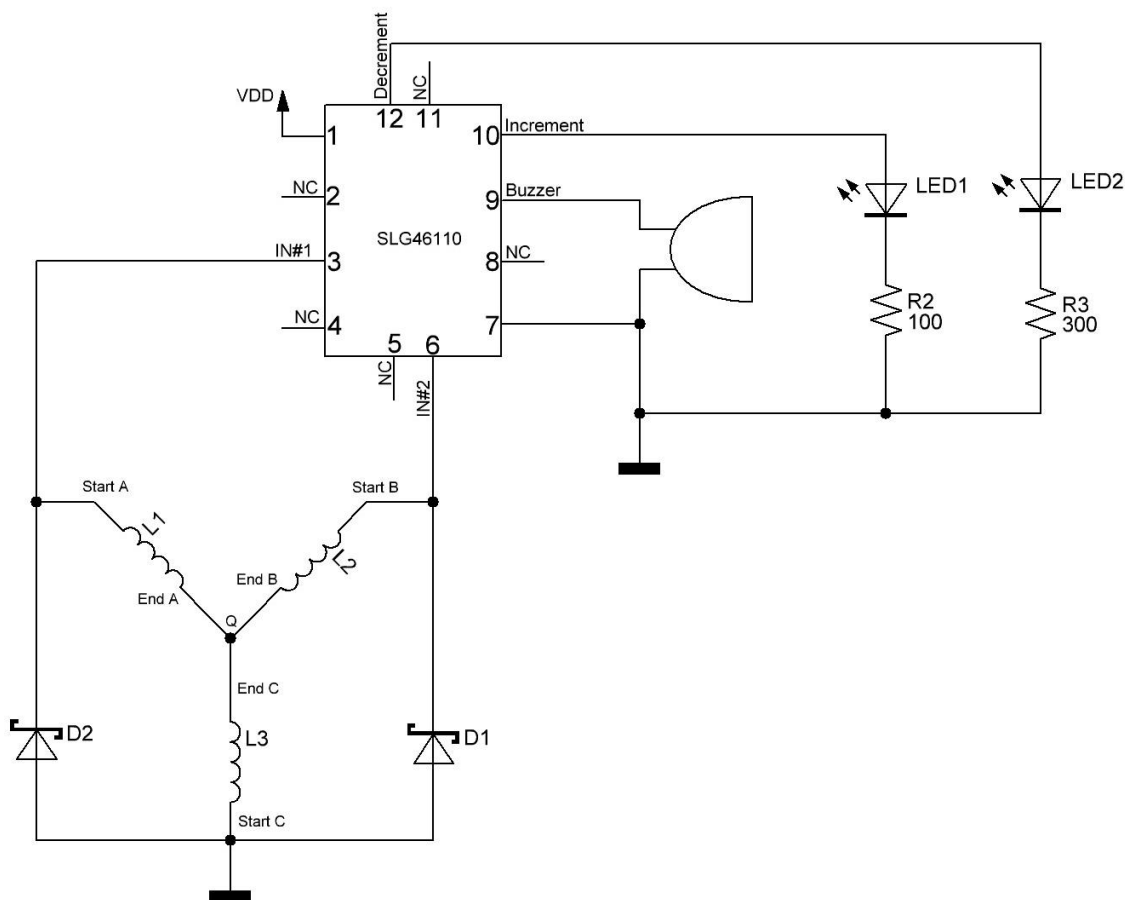 Decrement
NC
VDD
12
11
1
10
Increment
NC
2
9
Buzzer
LED1
LED2
SLG46110
IN#1
3
8
NC
R2
100
R3
300
NC
4
7
5
6
NC
IN#2
Start A
Start B
L1
L2
End A
End B
Q
End C
D2
L3
D1
Start C